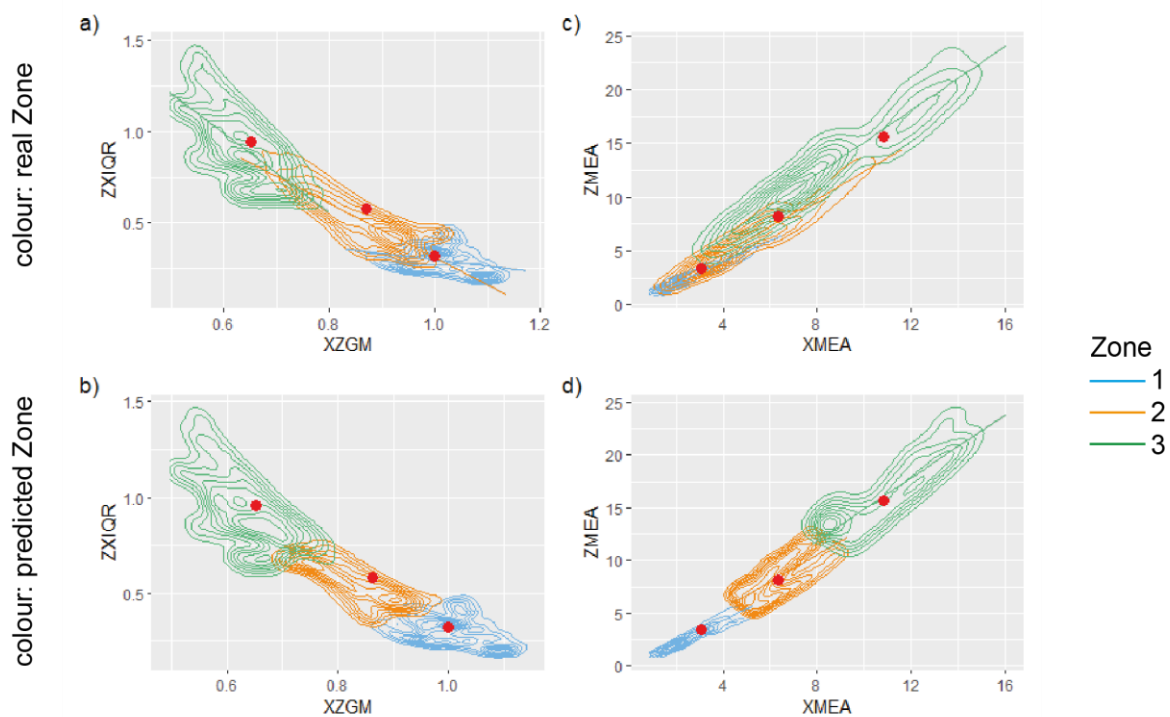 colour: real Zone
a)
1.5
1.0
0.5
ZXIQR
0.6 0.8 1.0 1.2
XZGM
c)
25
20
15
10
5
0
ZMEA
4 8 12 16
XMEA
colour: predicted Zone
b)
1.5
1.0
0.5
ZXIQR
0.6 0.8 1.0
XZGM
d)
25
20
15
10
5
0
ZMEA
4 8 12 16
XMEA
Zone
1
2
3